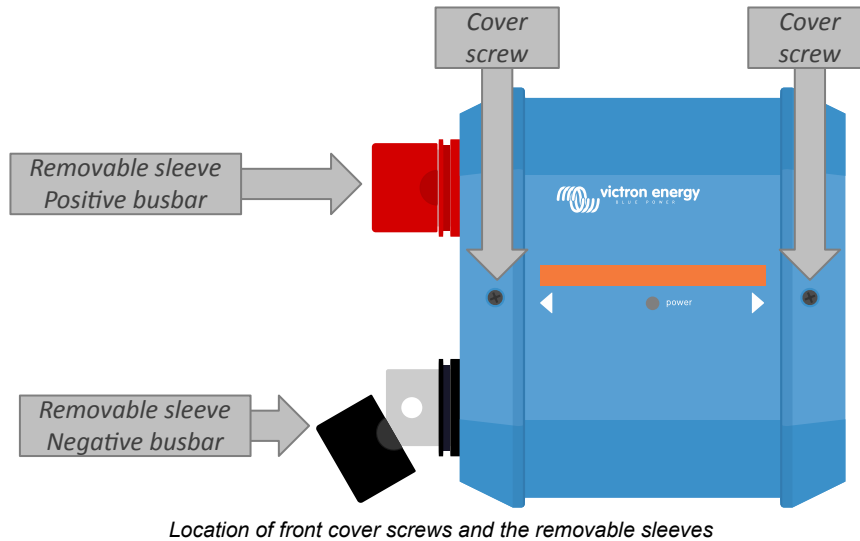 Cover
screw
Cover
screw
Removable sleeve
Positive busbar
victron energy
BLUE POWER
power
Removable sleeve
Negative busbar
Location of front cover screws and the removable sleeves